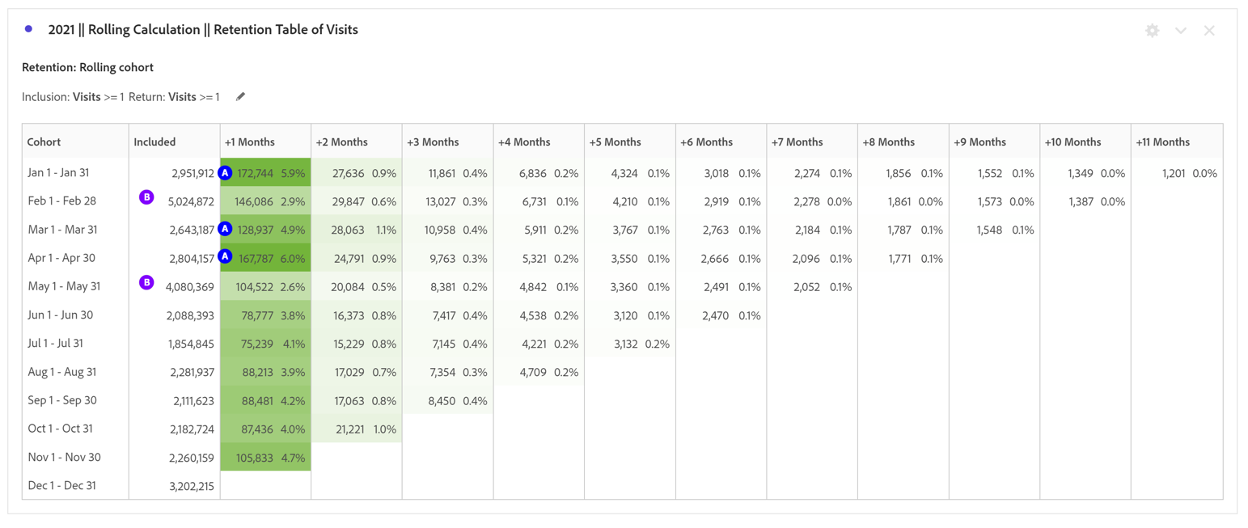 2021 || Rolling Calculation || Retention Table of Visits
Retention: Rolling cohort
Inclusion: Visits >= 1 Return: Visits >= 1
Cohort Included +1 Months +2 Months +3 Months +4 Months +5 Months +6 Months +7 Months +8 Months +9 Months +10 Months +11 Months
Jan 1 - Jan 31 2,951,912 A 172,744 5.9% 27,636 0.9% 11,861 0.4% 6,836 0.2% 4,324 0.1% 3,018 0.1% 2,274 0.1% 1,856 0.1% 1,552 0.1% 1,349 0.0% 1,201 0.0%
Feb 1 - Feb 28 B 5,024,872 146,086 2.9% 29,847 0.6% 13,027 0.3% 6,731 0.1% 4,210 0.1% 2,919 0.1% 2,278 0.0% 1,861 0.0% 1,573 0.0% 1,387 0.0%
Mar 1 - Mar 31 2,643,187 A 128,937 4.9% 28,063 1.1% 10,958 0.4% 5,911 0.2% 3,767 0.1% 2,763 0.1% 2,184 0.1% 1,787 0.1% 1,548 0.1%
Apr 1 - Apr 30 2,804,157 A 167,787 6.0% 24,791 0.9% 9,763 0.3% 5,321 0.2% 3,550 0.1% 2,666 0.1% 2,096 0.1% 1,771 0.1%
May 1 - May 31 B 4,080,369 104,522 2.6% 20,084 0.5% 8,381 0.2% 4,842 0.1% 3,360 0.1% 2,491 0.1% 2,052 0.1%
Jun 1 - Jun 30 2,088,393 78,777 3.8% 16,373 0.8% 7,417 0.4% 4,538 0.2% 3,120 0.1% 2,470 0.1%
Jul 1 - Jul 31 1,854,845 75,239 4.1% 15,229 0.8% 7,145 0.4% 4,221 0.2% 3,132 0.2%
Aug 1 - Aug 31 2,281,937 88,213 3.9% 17,029 0.7% 7,354 0.3% 4,709 0.2%
Sep 1 - Sep 30 2,111,623 88,481 4.2% 17,063 0.8% 8,450 0.4%
Oct 1 - Oct 31 2,182,724 87,436 4.0% 21,221 1.0%
Nov 1 - Nov 30 2,260,159 105,833 4.7%
Dec 1 - Dec 31 3,202,215